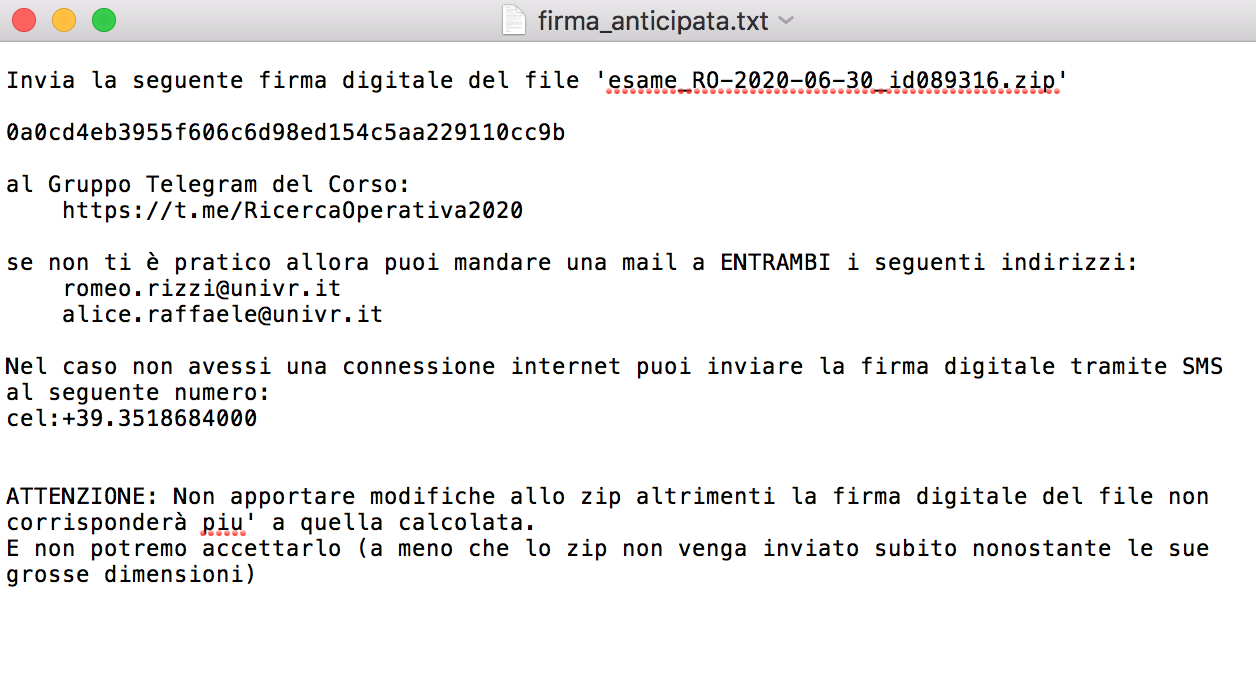 firma_anticipata.txt
Invia la seguente firma digitale del file 'esame_RO-2020-06-30_id089316.zip'
0a0cd4eb3955f606c6d98ed154c5aa229110cc9b
al Gruppo Telegram del Corso:
https://t.me/RicercaOperativa2020
se non ti è pratico allora puoi mandare una mail a ENTRAMBI i seguenti indirizzi:
romeo.rizzi@univr.it
alice.raffaele@univr.it
Nel caso non avessi una connessione internet puoi inviare la firma digitale tramite SMS
al seguente numero:
cel:+39.3518684000
ATTENZIONE: Non apportare modifiche allo zip altrimenti la firma digitale del file non
corrisponderà piu' a quella calcolata.
E non potremo accettarlo (a meno che lo zip non venga inviato subito nonostante le sue
grosse dimensioni)